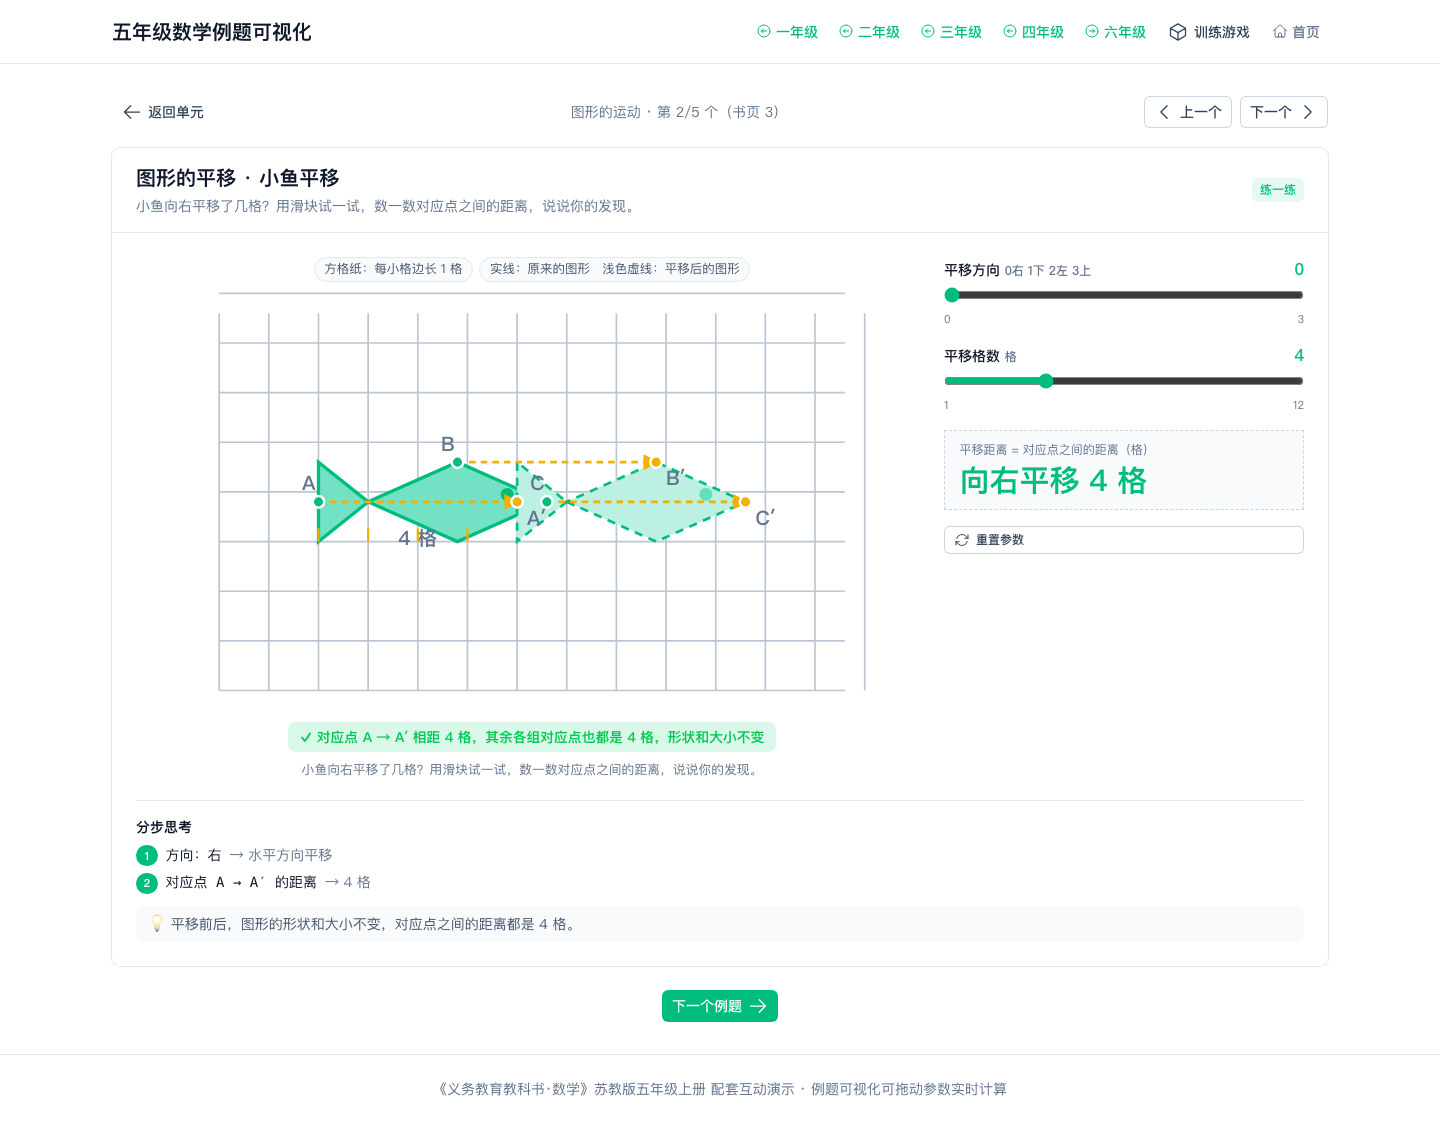 五年级数学例题可视化
一年级 二年级 三年级 四年级 六年级 训练游戏 首页
返回单元
图形的运动 · 第 2/5 个（书页 3）
上一个 下一个
图形的平移 · 小鱼平移
小鱼向右平移了几格？用滑块试一试，数一数对应点之间的距离，说说你的发现。
练一练
方格纸：每小格边长 1 格
实线：原来的图形 浅色虚线：平移后的图形
B
A
C
B′
A′
C′
4 格
平移方向 0右 1下 2左 3上 0
0 3
平移格数 格 4
1 12
平移距离 = 对应点之间的距离（格）
向右平移 4 格
重置参数
✓ 对应点 A → A′ 相距 4 格，其余各组对应点也都是 4 格，形状和大小不变
小鱼向右平移了几格？用滑块试一试，数一数对应点之间的距离，说说你的发现。
分步思考
1 方向：右 → 水平方向平移
2 对应点 A → A′ 的距离 → 4 格
💡 平移前后，图形的形状和大小不变，对应点之间的距离都是 4 格。
下一个例题
《义务教育教科书·数学》苏教版五年级上册 配套互动演示 · 例题可视化可拖动参数实时计算